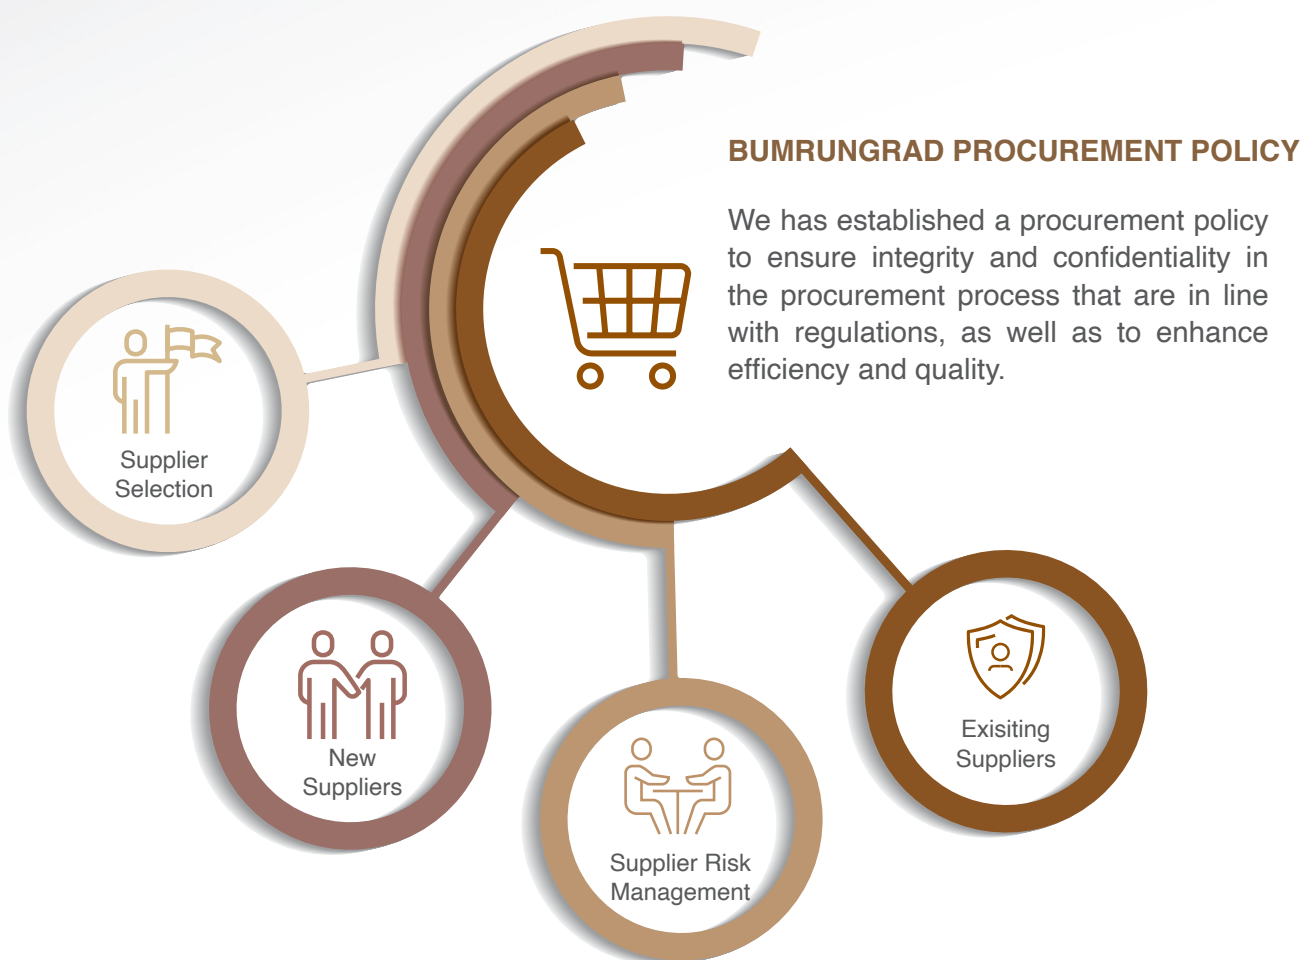 BUMRUNGRAD PROCUREMENT POLICY
We has established a procurement policy
to ensure integrity and confidentiality in
the procurement process that are in line
with regulations, as well as to enhance
efficiency and quality.
Supplier
Selection
New
Suppliers
Supplier Risk
Management
Exisiting
Suppliers